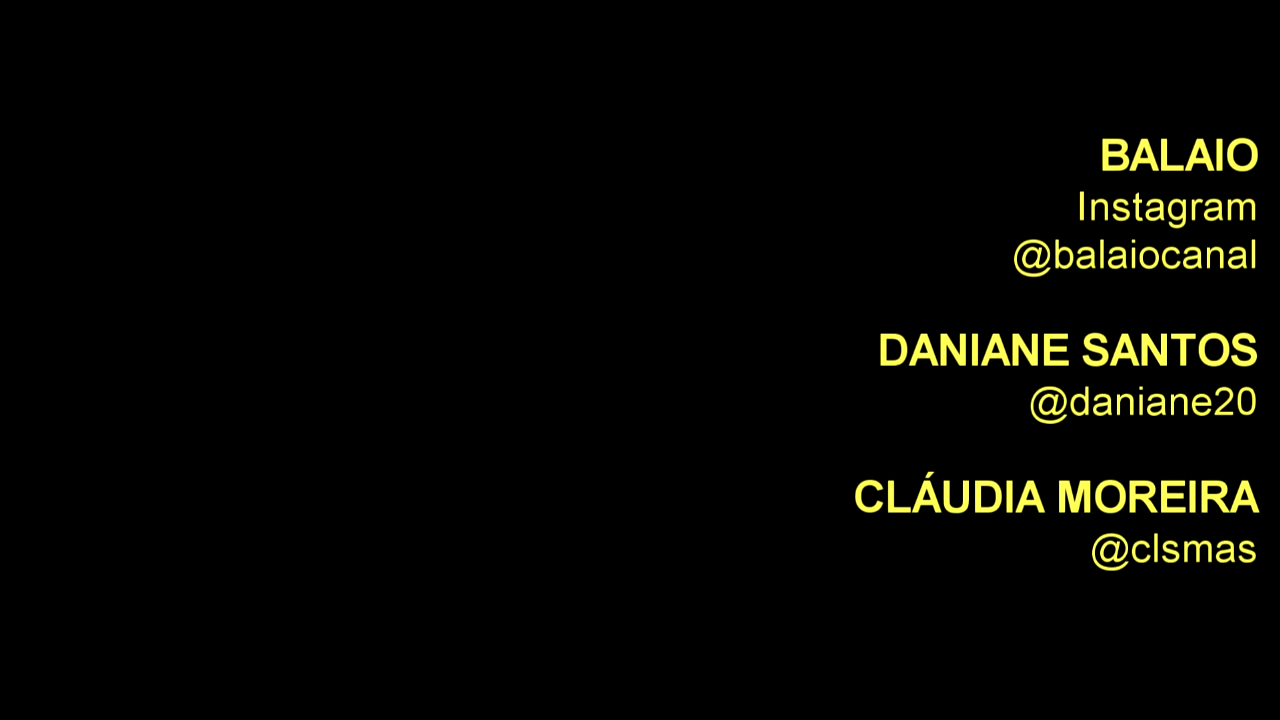 BALAIO
Instagram
@balaiocanal
DANIANE SANTOS
@daniane20
CLÁUDIA MOREIRA
@clsmas